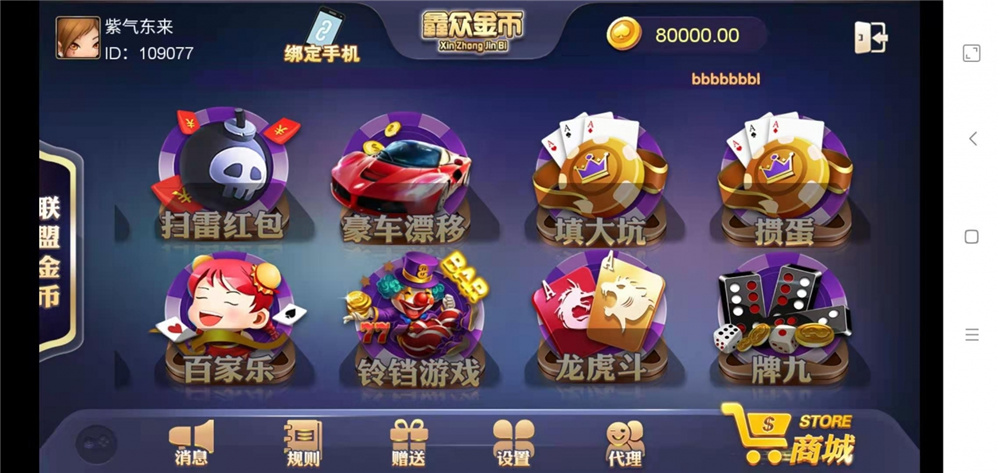 紫气东来
ID：109077
绑定手机
鑫众金币
Xin Zhong Jin Bi
80000.00
bbbbbbbl
联盟金币
扫雷红包
豪车漂移
填大坑
掼蛋
百家乐
铃铛游戏
龙虎斗
牌九
BAR
77
消息
规则
赠送
设置
代理
STORE
商城